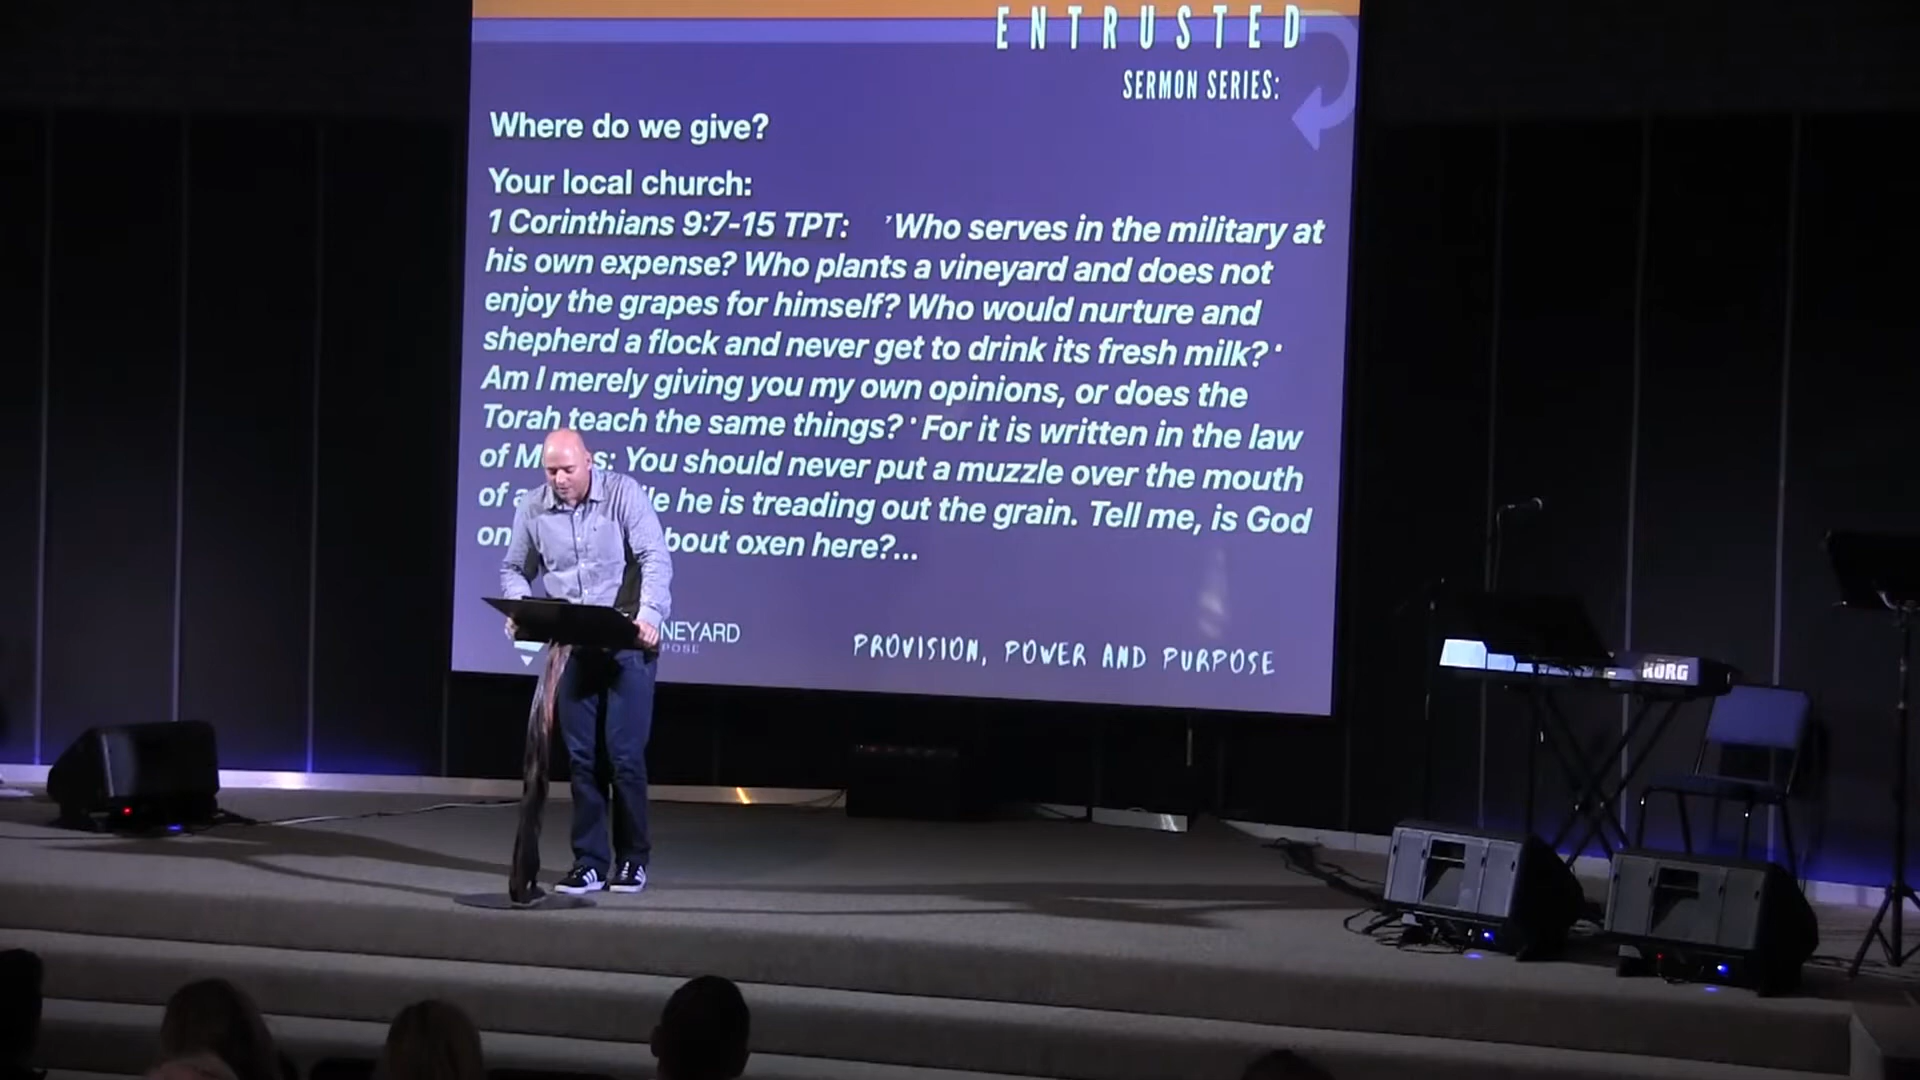 ENTRUSTED
SERMON SERIES:
Where do we give?
Your local church:
1 Corinthians 9:7-15 TPT: 7 Who serves in the military at
his own expense? Who plants a vineyard and does not
enjoy the grapes for himself? Who would nurture and
shepherd a flock and never get to drink its fresh milk?
Am I merely giving you my own opinions, or does the
Torah teach the same things? For it is written in the law
of M s: You should never put a muzzle over the mouth
of a le he is treading out the grain. Tell me, is God
on bout oxen here?...
NEYARD
POSE
PROVISION, POWER AND PURPOSE
KORG